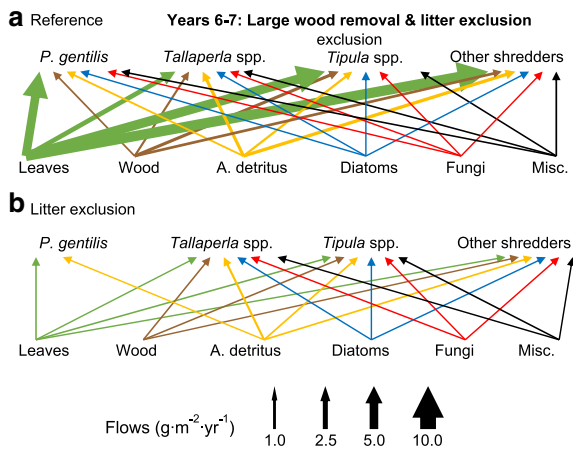 a Reference Years 6-7: Large wood removal & litter exclusion
exclusion
P. gentilis Tallaperla spp. Tipula spp. Other shredders
Leaves Wood A. detritus Diatoms Fungi Misc.
b Litter exclusion
P. gentilis Tallaperla spp. Tipula spp. Other shredders
Leaves Wood A. detritus Diatoms Fungi Misc.
Flows (g·m⁻²·yr⁻¹)
1.0 2.5 5.0 10.0